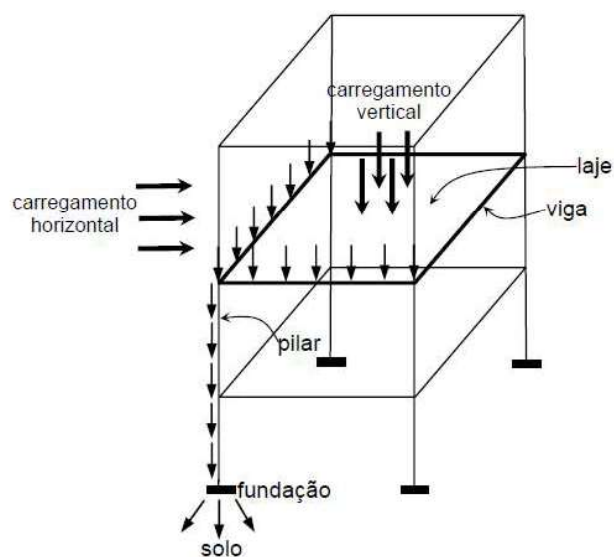 carregamento
vertical
laje
carregamento
horizontal
viga
pilar
fundação
solo